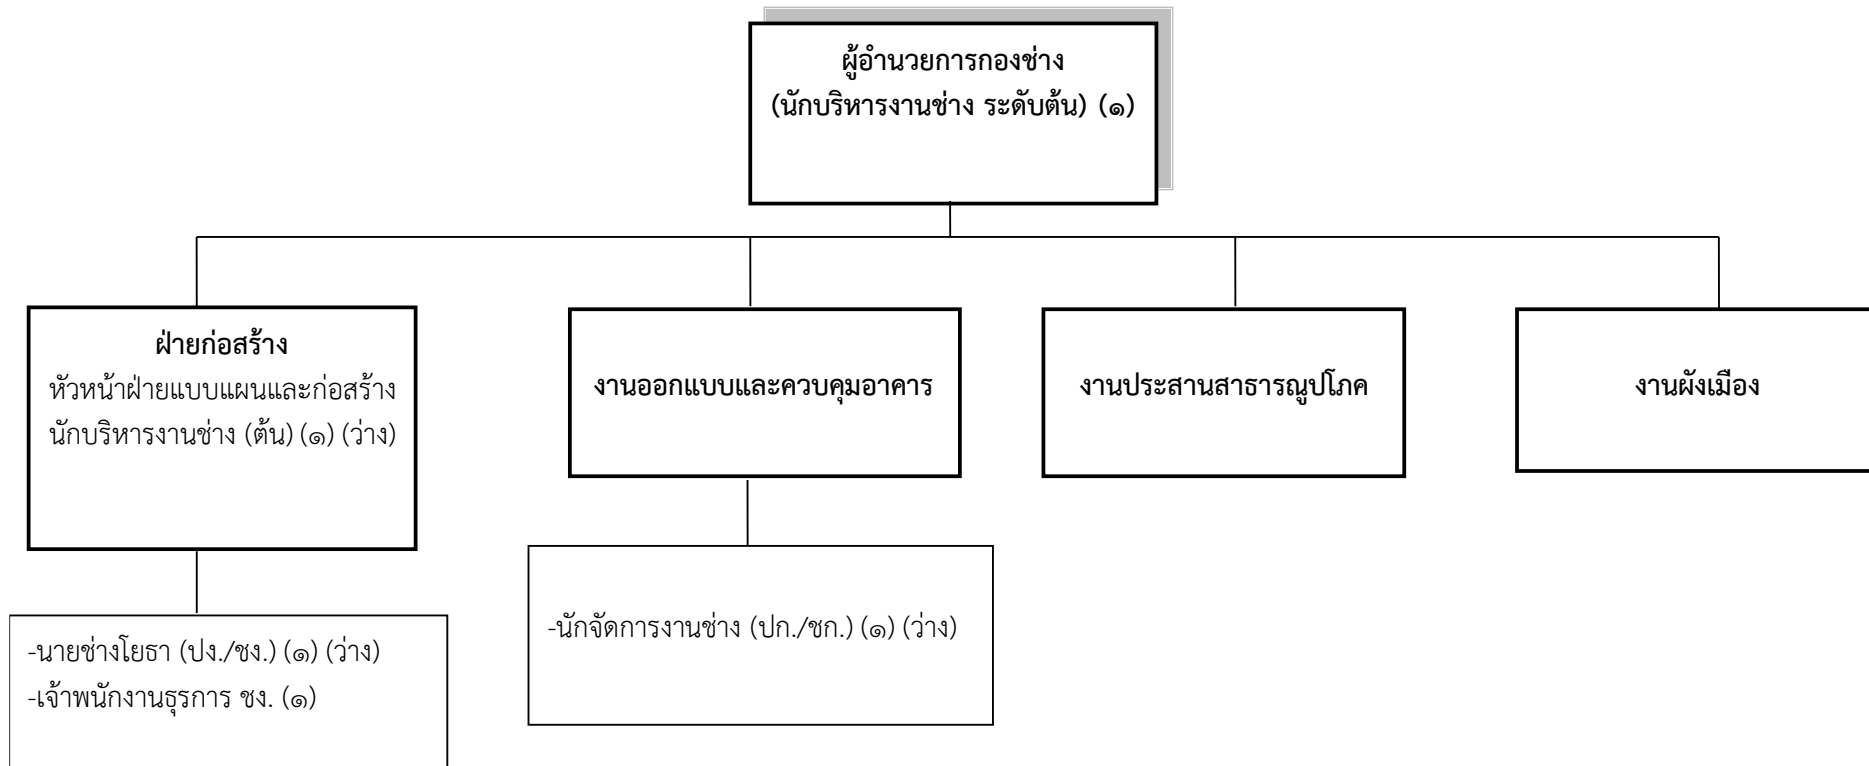 ผู้อำนวยการกองช่าง
(นักบริหารงานช่าง ระดับต้น) (๑)
ฝ่ายก่อสร้าง
หัวหน้าฝ่ายแบบแผนและก่อสร้าง
นักบริหารงานช่าง (ต้น) (๑) (ว่าง)
งานออกแบบและควบคุมอาคาร
งานประสานสาธารณูปโภค
งานผังเมือง
-นายช่างโยธา (ปง./ชง.) (๑) (ว่าง)
-เจ้าพนักงานธุรการ ชง. (๑)
-นักจัดการงานช่าง (ปก./ชก.) (๑) (ว่าง)